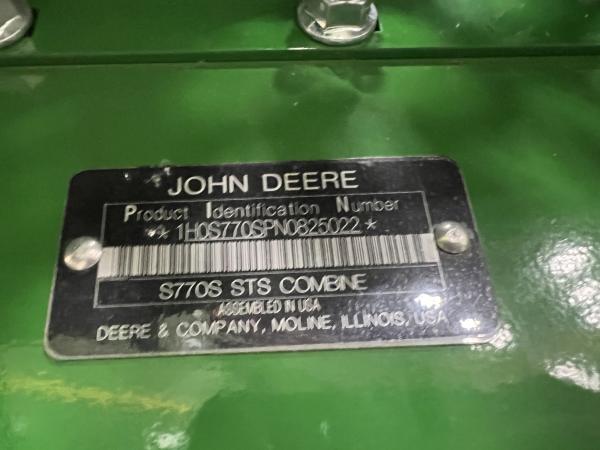 JOHN DEERE
Product Identification Number
** 1H0S770SPN0825022 *
S770S STS COMBINE
ASSEMBLED IN USA
DEERE & COMPANY, MOLINE, ILLINOIS, USA